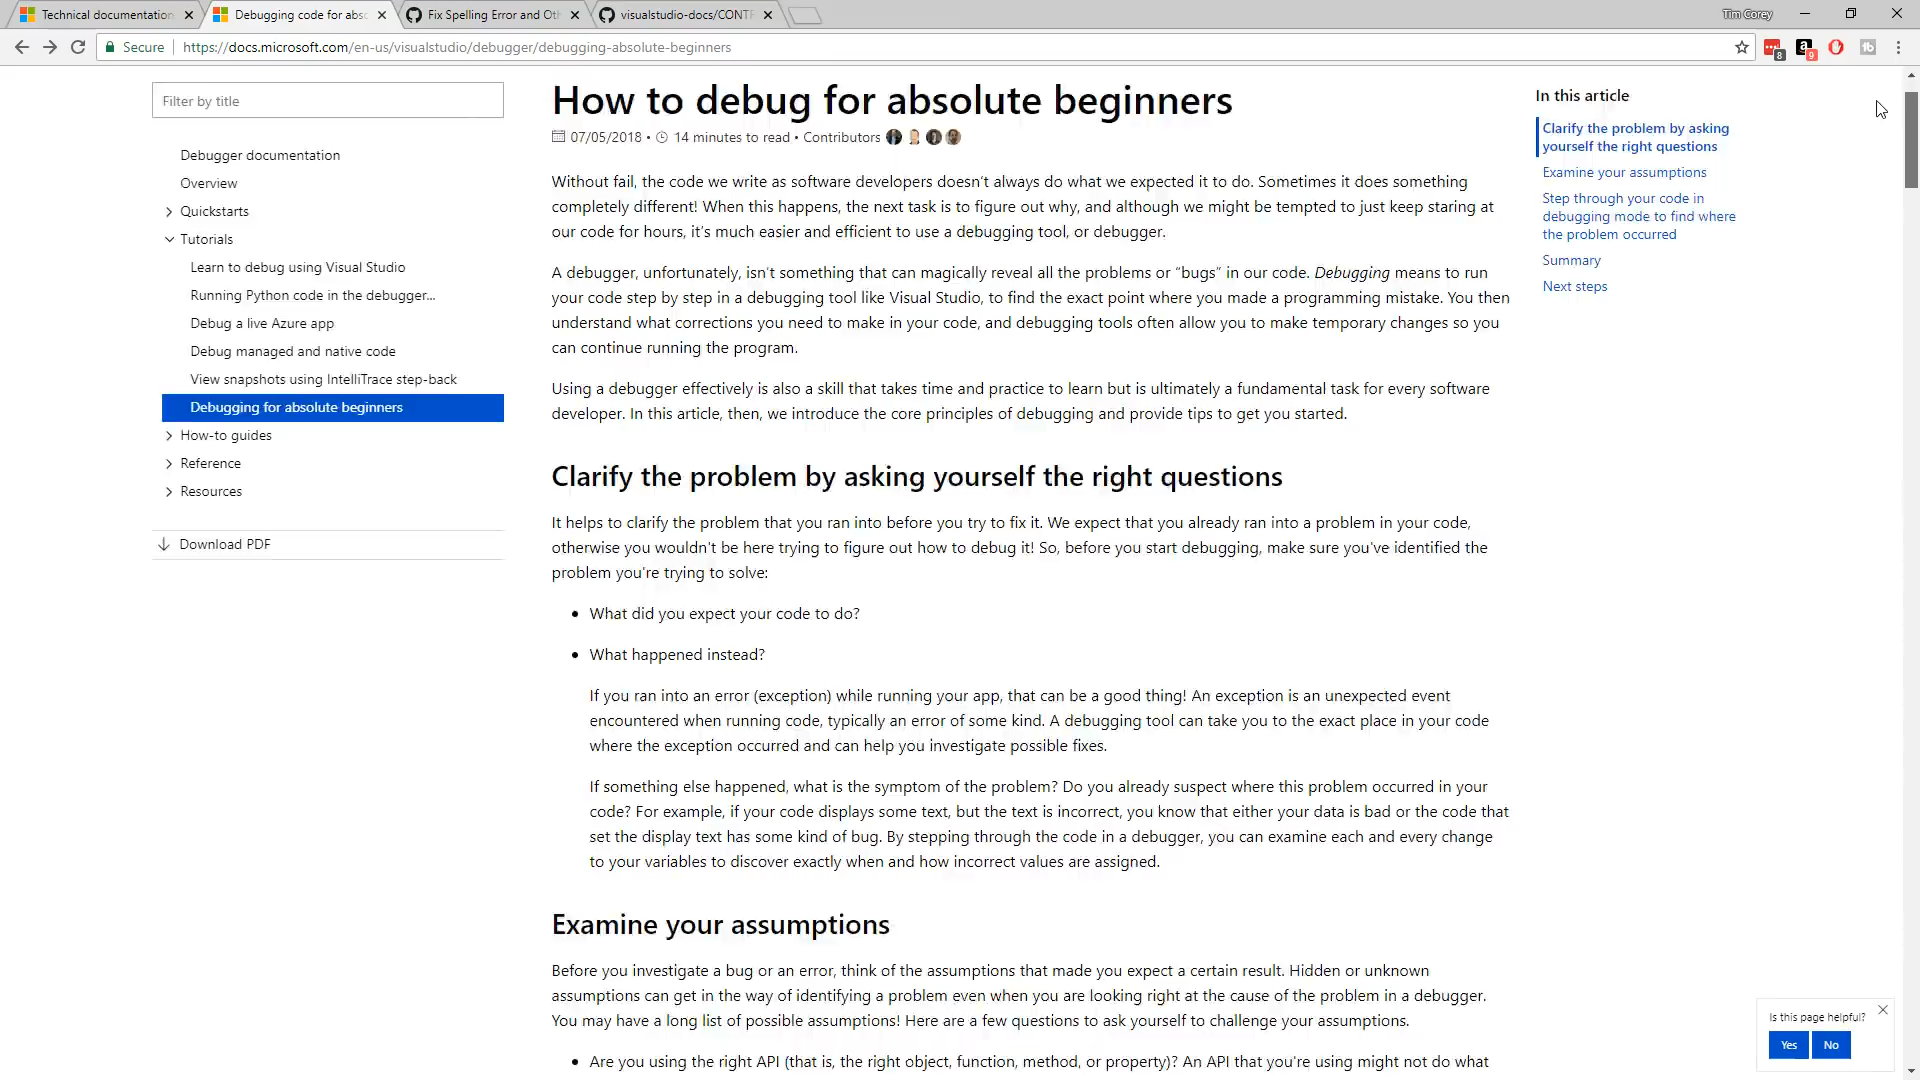 Technical documentation
Debugging code for abso
Fix Spelling Error and Oth
visualstudio-docs/CONTR
Tim Corey
Secure
https://docs.microsoft.com/en-us/visualstudio/debugger/debugging-absolute-beginners
8
9
Filter by title
Debugger documentation
Overview
Quickstarts
Tutorials
Learn to debug using Visual Studio
Running Python code in the debugger...
Debug a live Azure app
Debug managed and native code
View snapshots using IntelliTrace step-back
Debugging for absolute beginners
How-to guides
Reference
Resources
Download PDF
How to debug for absolute beginners
07/05/2018 • 14 minutes to read • Contributors
Without fail, the code we write as software developers doesn’t always do what we expected it to do. Sometimes it does something
completely different! When this happens, the next task is to figure out why, and although we might be tempted to just keep staring at
our code for hours, it’s much easier and efficient to use a debugging tool, or debugger.
A debugger, unfortunately, isn’t something that can magically reveal all the problems or “bugs” in our code. Debugging means to run
your code step by step in a debugging tool like Visual Studio, to find the exact point where you made a programming mistake. You then
understand what corrections you need to make in your code, and debugging tools often allow you to make temporary changes so you
can continue running the program.
Using a debugger effectively is also a skill that takes time and practice to learn but is ultimately a fundamental task for every software
developer. In this article, then, we introduce the core principles of debugging and provide tips to get you started.
Clarify the problem by asking yourself the right questions
It helps to clarify the problem that you ran into before you try to fix it. We expect that you already ran into a problem in your code,
otherwise you wouldn't be here trying to figure out how to debug it! So, before you start debugging, make sure you've identified the
problem you're trying to solve:
• What did you expect your code to do?
• What happened instead?
If you ran into an error (exception) while running your app, that can be a good thing! An exception is an unexpected event
encountered when running code, typically an error of some kind. A debugging tool can take you to the exact place in your code
where the exception occurred and can help you investigate possible fixes.
If something else happened, what is the symptom of the problem? Do you already suspect where this problem occurred in your
code? For example, if your code displays some text, but the text is incorrect, you know that either your data is bad or the code that
set the display text has some kind of bug. By stepping through the code in a debugger, you can examine each and every change
to your variables to discover exactly when and how incorrect values are assigned.
Examine your assumptions
Before you investigate a bug or an error, think of the assumptions that made you expect a certain result. Hidden or unknown
assumptions can get in the way of identifying a problem even when you are looking right at the cause of the problem in a debugger.
You may have a long list of possible assumptions! Here are a few questions to ask yourself to challenge your assumptions.
• Are you using the right API (that is, the right object, function, method, or property)? An API that you're using might not do what
In this article
Clarify the problem by asking
yourself the right questions
Examine your assumptions
Step through your code in
debugging mode to find where
the problem occurred
Summary
Next steps
Is this page helpful?
Yes
No